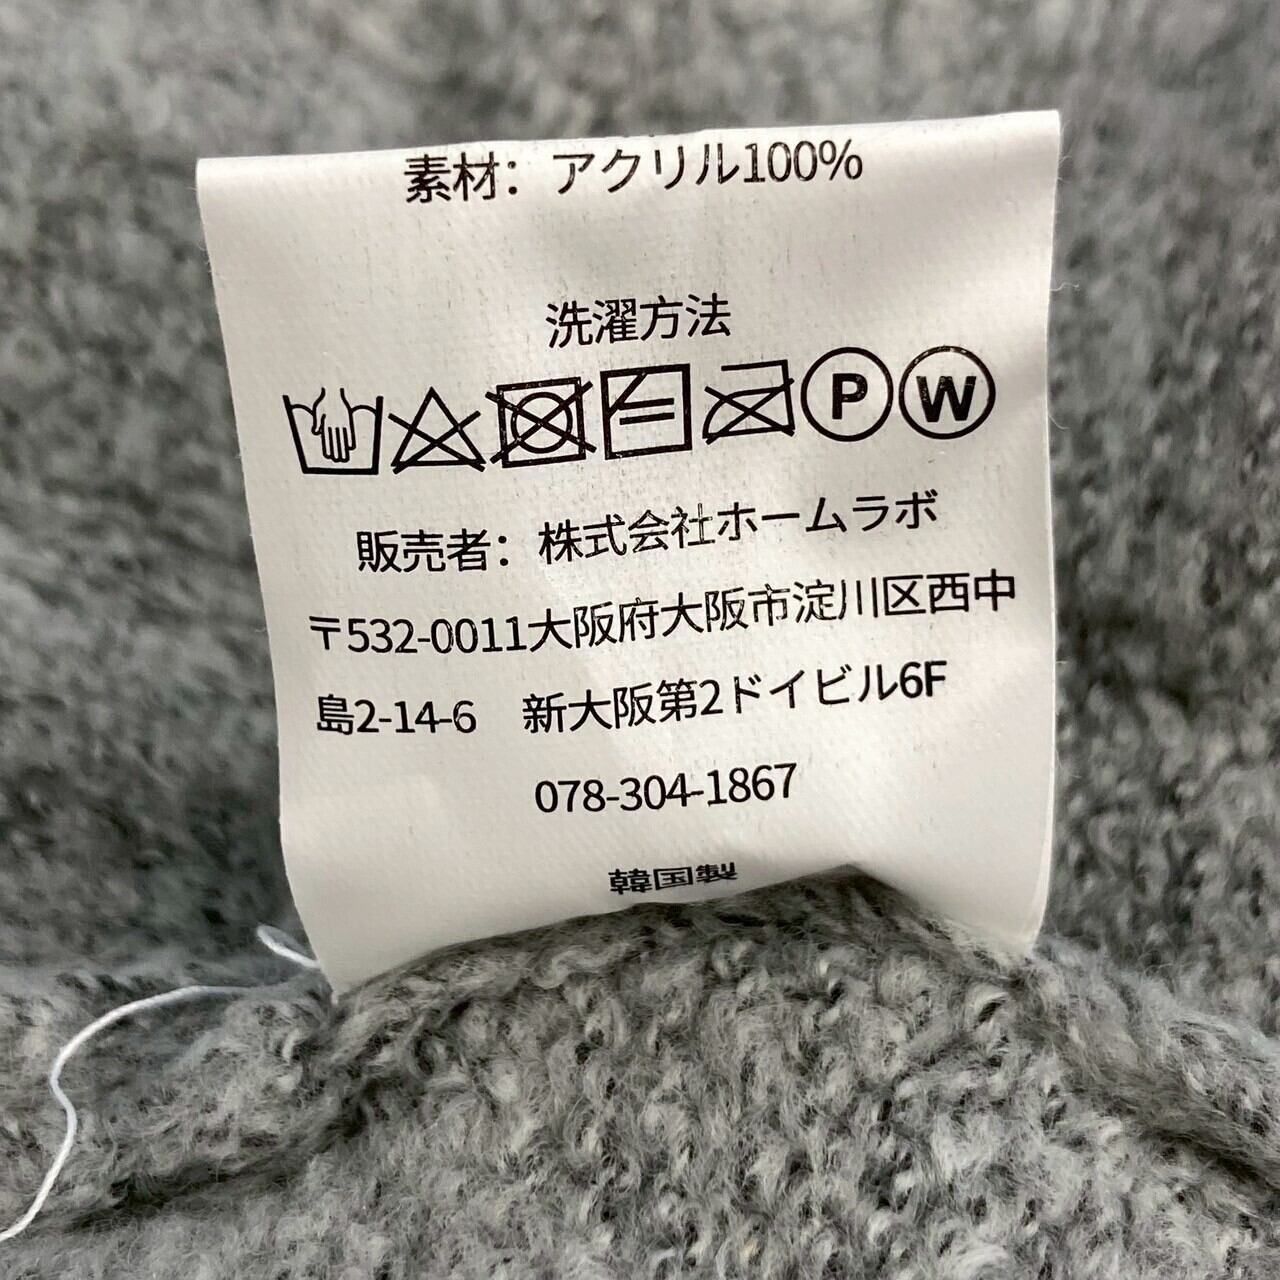 素材：アクリル100%
洗濯方法
P W
販売者：株式会社ホームラボ
〒532-0011大阪府大阪市淀川区西中
島2-14-6　新大阪第2ドイビル6F
078-304-1867
韓国製